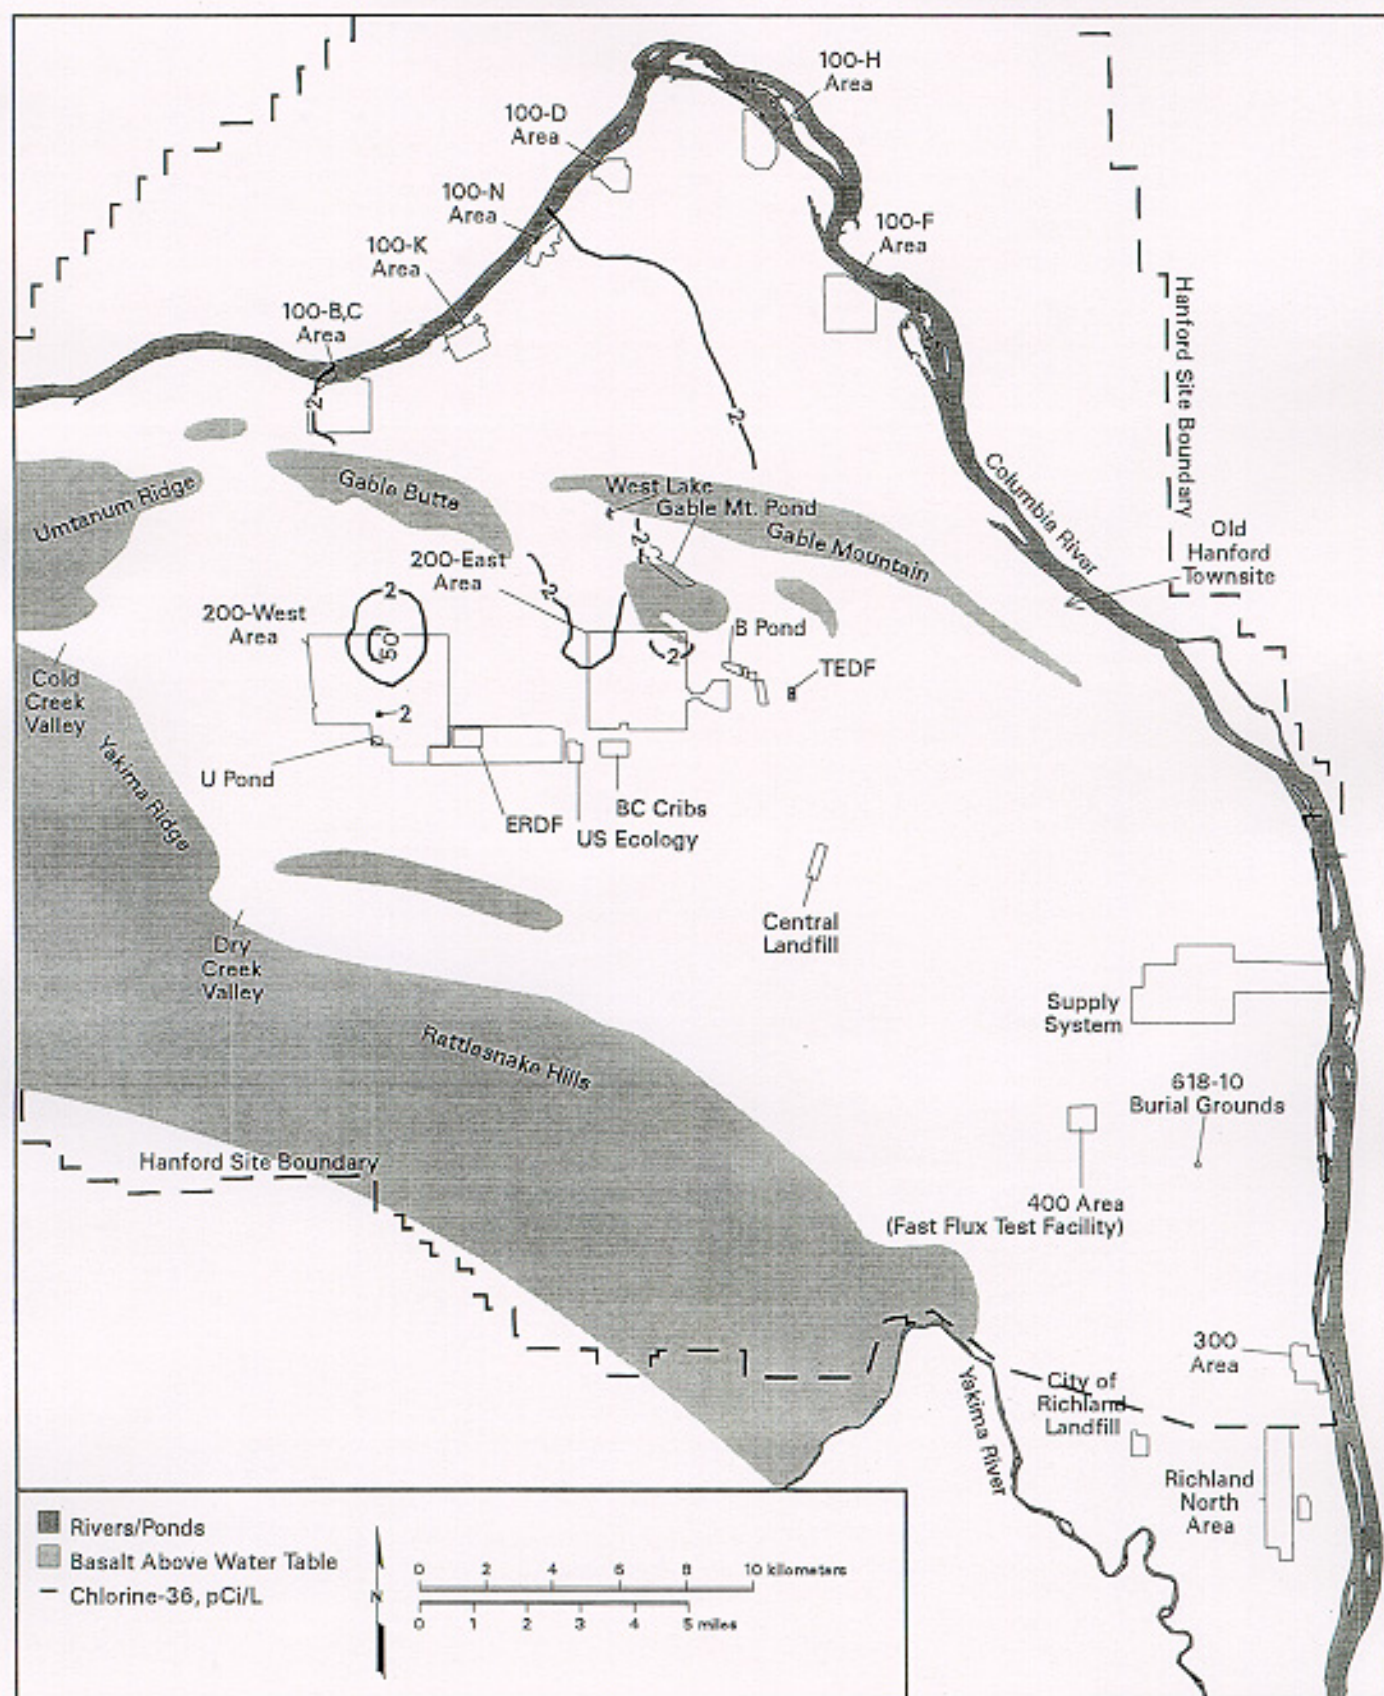 100-H
Area
100-D
Area
100-N
Area
100-F
Area
100-K
Area
100-B,C
Area
2
2
Hanford Site Boundary
Columbia River
Umtanum Ridge
Gable Butte
West Lake
Gable Mt. Pond
Gable Mountain
Old
Hanford
Townsite
200-East
Area
2
2
2
50
200-West
Area
B Pond
2
TEDF
Cold
Creek
Valley
2
Yakima Ridge
U Pond
ERDF
BC Cribs
US Ecology
Central
Landfill
Dry
Creek
Valley
Supply
System
Rattlesnake Hills
618-10
Burial Grounds
Hanford Site Boundary
400 Area
(Fast Flux Test Facility)
300
Area
City of
Richland
Landfill
Yakima River
Richland
North
Area
Rivers/Ponds
Basalt Above Water Table
Chlorine-36, pCi/L
N
0 2 4 6 8 10 kilometers
0 1 2 3 4 5 miles